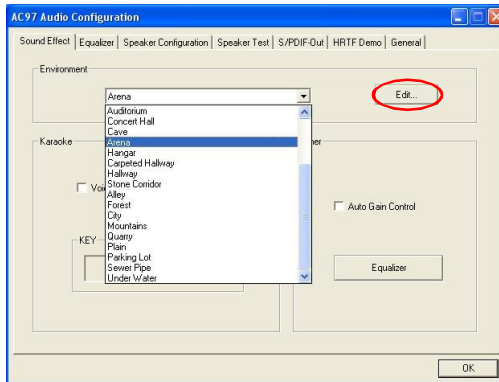 AC97 Audio Configuration
Sound Effect Equalizer Speaker Configuration Speaker Test S/PDIF-Out HRTF Demo General
Environment
Arena
Edit...
Auditorium
Concert Hall
Cave
Arena
Hangar
Carpeted Hallway
Hallway
Stone Corridor
Alley
Forest
City
Mountains
Quarry
Plain
Parking Lot
Sewer Pipe
Under Water
Karaoke
Auto Gain Control
KEY
Equalizer
OK